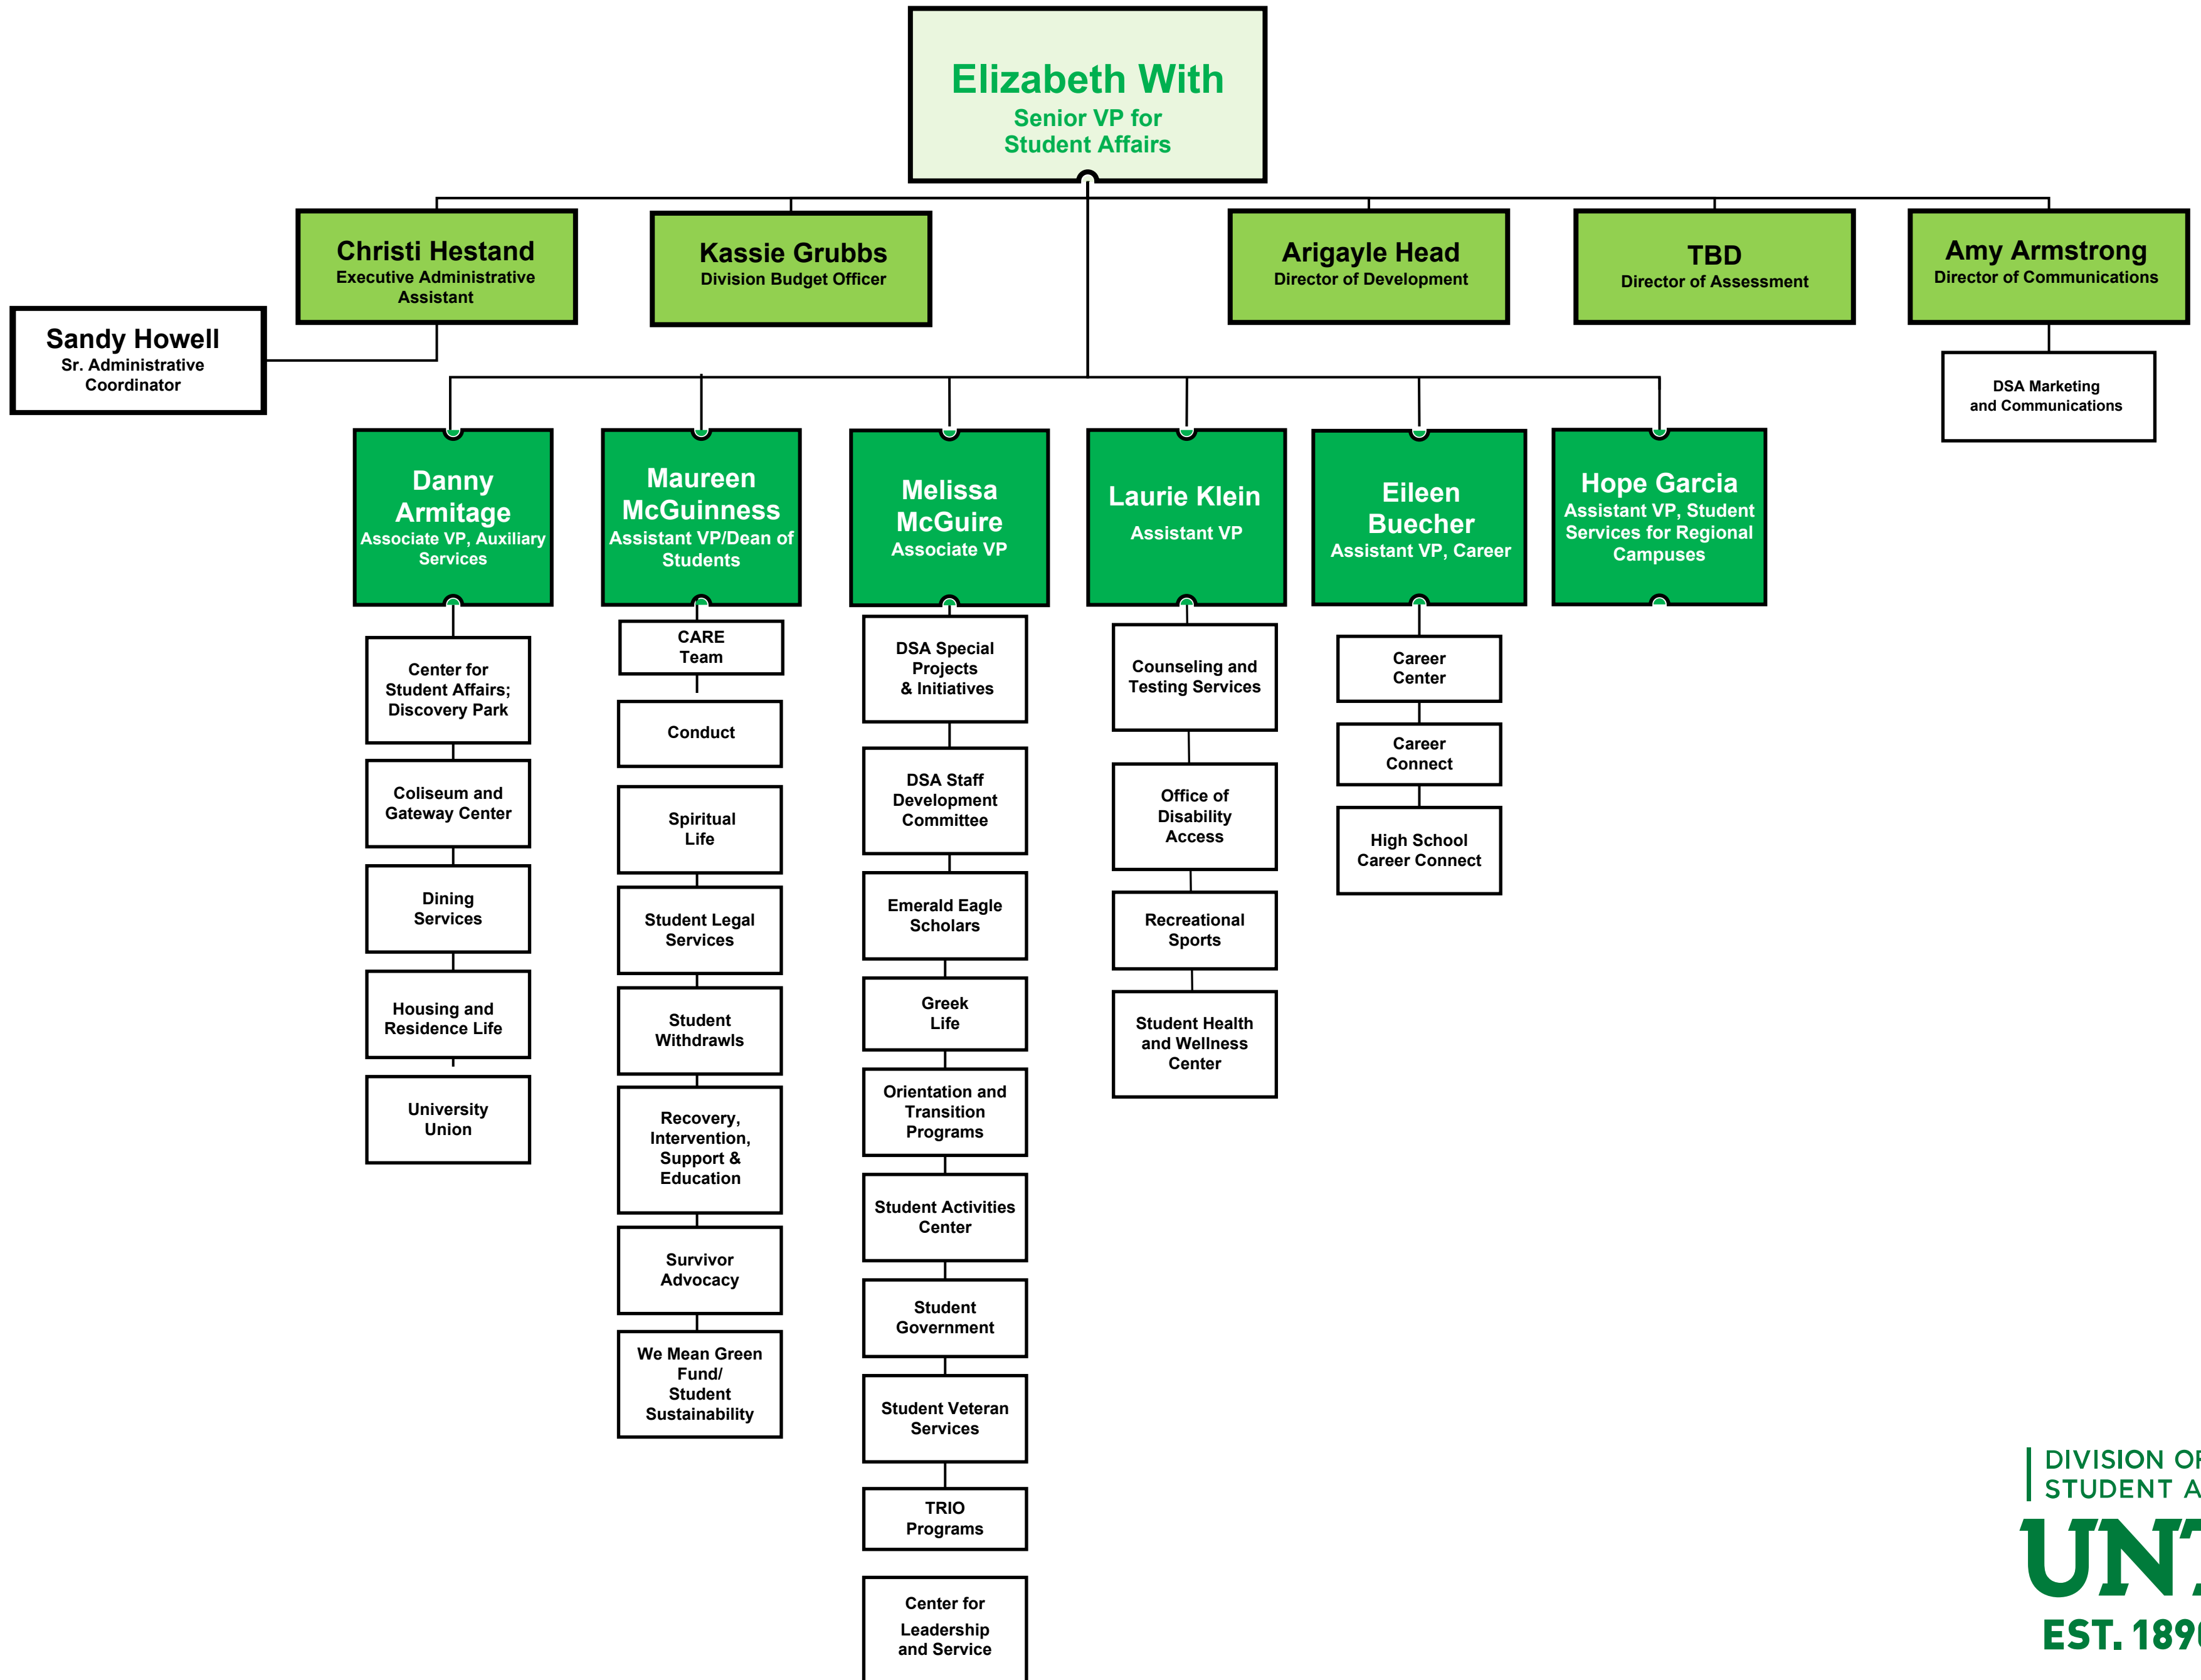 Elizabeth With
Senior VP for
Student Affairs
Christi Hestand
Executive Administrative
Assistant
Kassie Grubbs
Division Budget Officer
Arigayle Head
Director of Development
TBD
Director of Assessment
Amy Armstrong
Director of Communications
Sandy Howell
Sr. Administrative
Coordinator
DSA Marketing
and Communications
Danny
Armitage
Associate VP, Auxiliary
Services
Maureen
McGuinness
Assistant VP/Dean of
Students
Melissa
McGuire
Associate VP
Laurie Klein
Assistant VP
Eileen
Buecher
Assistant VP, Career
Hope Garcia
Assistant VP, Student
Services for Regional
Campuses
Center for
Student Affairs;
Discovery Park
Coliseum and
Gateway Center
Dining
Services
Housing and
Residence Life
University
Union
CARE
Team
Conduct
Spiritual
Life
Student Legal
Services
Student
Withdrawls
Recovery,
Intervention,
Support &
Education
Survivor
Advocacy
We Mean Green
Fund/
Student
Sustainability
DSA Special
Projects
& Initiatives
DSA Staff
Development
Committee
Emerald Eagle
Scholars
Greek
Life
Orientation and
Transition
Programs
Student Activities
Center
Student
Government
Student Veteran
Services
TRIO
Programs
Center for
Leadership
and Service
Counseling and
Testing Services
Office of
Disability
Access
Recreational
Sports
Student Health
and Wellness
Center
Career
Center
Career
Connect
High School
Career Connect
DIVISION OF
STUDENT A
UNT
EST. 1890